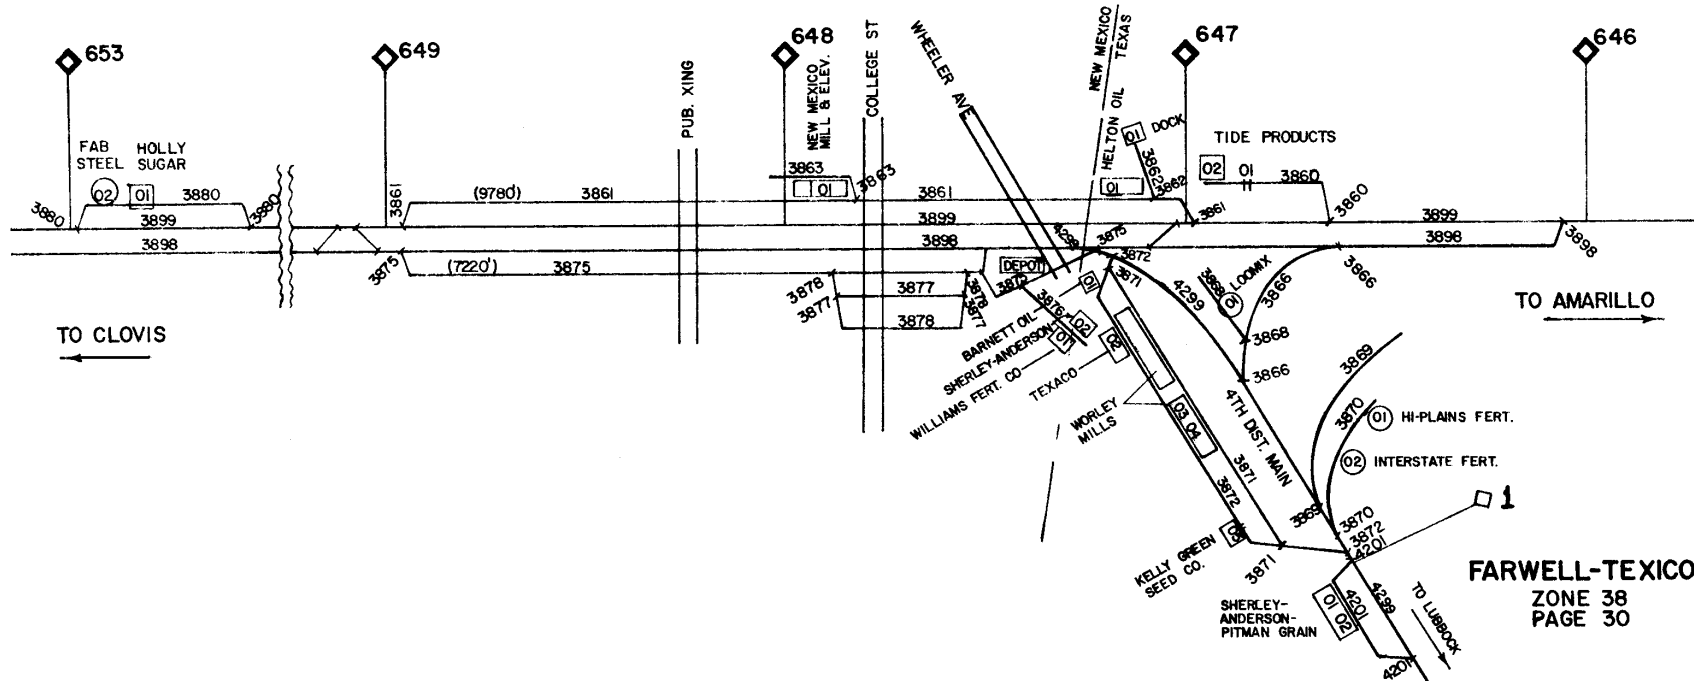 653
649
648
647
646
FAB
STEEL
HOLLY
SUGAR
02
01
3880
3880
3880
3899
3898
3861
(9780')
3861
3875
(7220')
3875
PUB. XING
NEW MEXICO
MILL & ELEV.
3863
01
3863
COLLEGE ST
3861
3899
3898
3878
3877
3877
3878
3878
3877
WHEELER AVE
NEW MEXICO
TEXAS
HELTON OIL
01
01
DOCK
3862
3862
3861
TIDE PRODUCTS
02
01
3860
3860
3899
3898
3898
DEPOT
3875
4298
3875
3872
3871
3876
01
02
01
02
BARNETT OIL
SHERLEY-ANDERSON
WILLIAMS FERT. CO
TEXACO
WORLEY
MILLS
03 04
4299
3868
01
LOOMIX
3866
3866
3868
3866
TO CLOVIS
TO AMARILLO
4TH DIST. MAIN
3869
3870
01
HI-PLAINS FERT.
02
INTERSTATE FERT.
3871
3872
3869
3870
3872
4201
1
KELLY GREEN
SEED CO.
05
3871
SHERLEY-
ANDERSON-
PITMAN GRAIN
01 02
4201
4299
4201
TO LUBBOCK
FARWELL-TEXICO
ZONE 38
PAGE 30